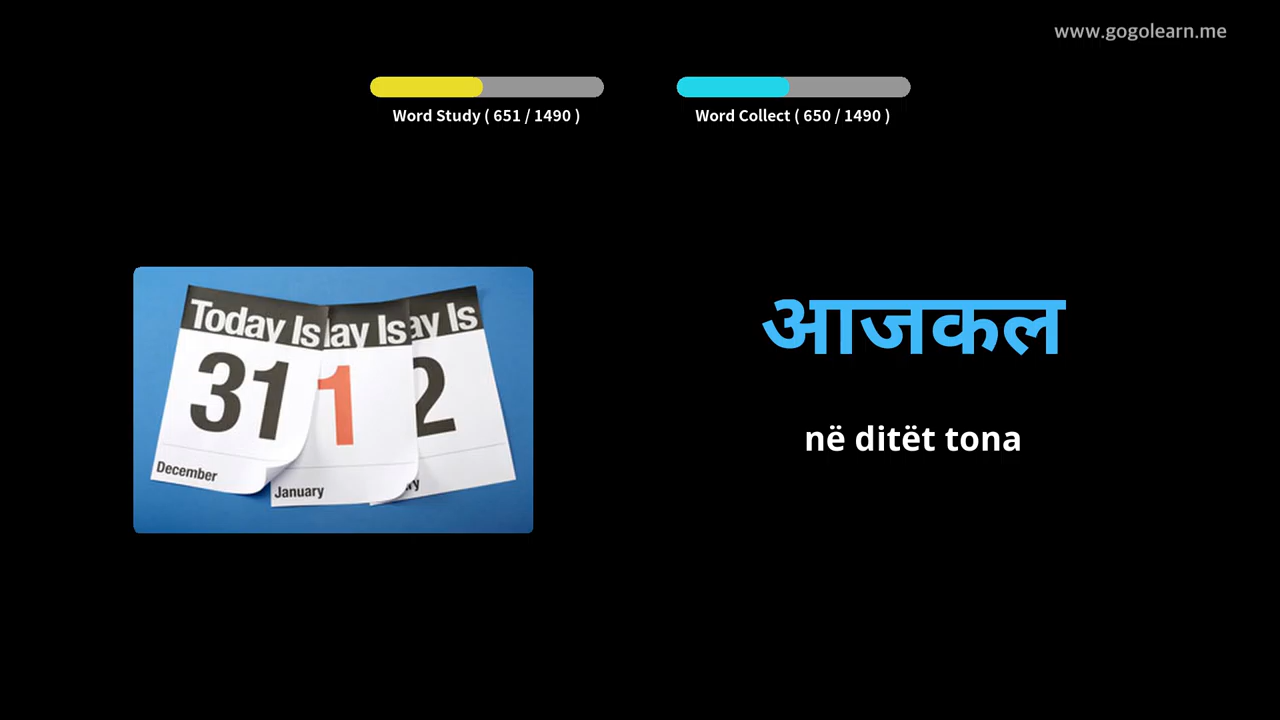 www.gogolearn.me
Word Study ( 651 / 1490 )
Word Collect ( 650 / 1490 )
Today Is
ay Is
ay Is
31
1
2
December
January
आजकल
në ditët tona